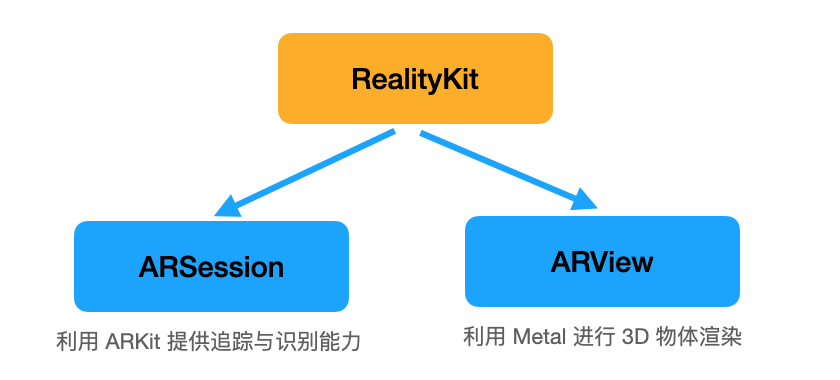 RealityKit
ARSession
ARView
利用 ARKit 提供追踪与识别能力
利用 Metal 进行 3D 物体渲染